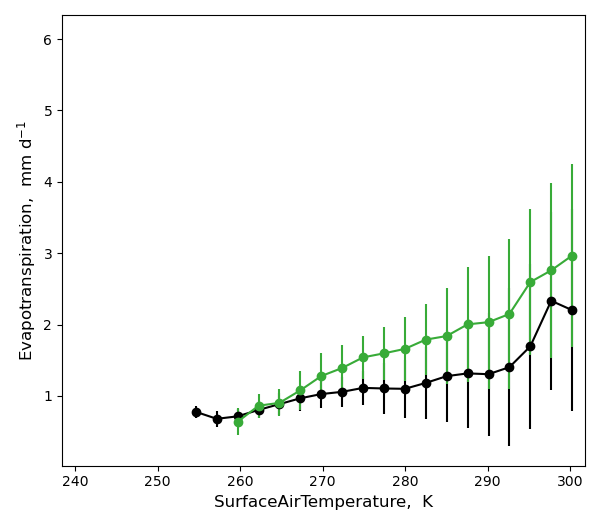 6
5
4
3
2
1
Evapotranspiration, mm d⁻¹
240 250 260 270 280 290 300
SurfaceAirTemperature, K